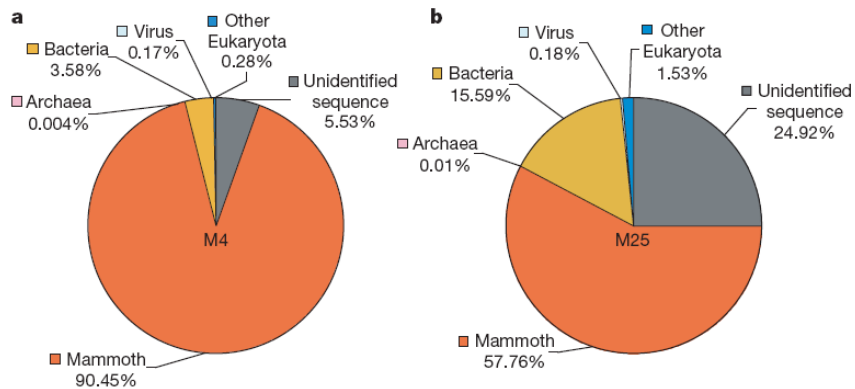 a
Virus
0.17%
Other
Eukaryota
0.28%
Bacteria
3.58%
Unidentified
sequence
5.53%
Archaea
0.004%
M4
Mammoth
90.45%
b
Virus
0.18%
Other
Eukaryota
1.53%
Bacteria
15.59%
Unidentified
sequence
24.92%
Archaea
0.01%
M25
Mammoth
57.76%